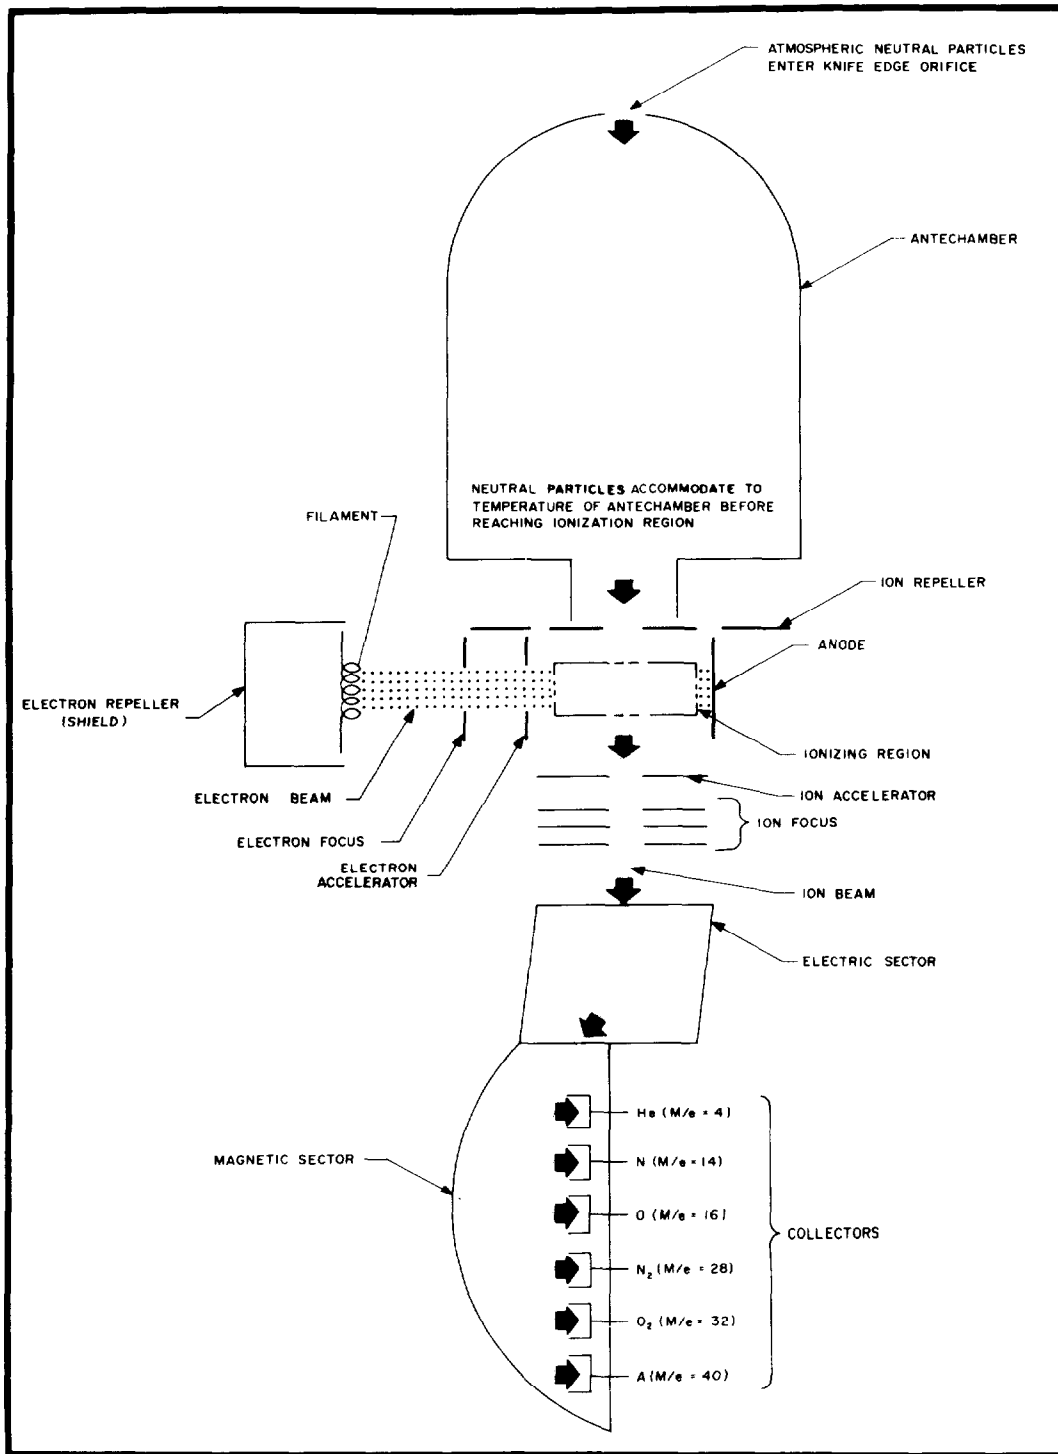 ATMOSPHERIC NEUTRAL PARTICLES
ENTER KNIFE EDGE ORIFICE
ANTECHAMBER
NEUTRAL PARTICLES ACCOMMODATE TO
TEMPERATURE OF ANTECHAMBER BEFORE
REACHING IONIZATION REGION
FILAMENT
ION REPELLER
ANODE
ELECTRON REPELLER
(SHIELD)
IONIZING REGION
ELECTRON BEAM
ION ACCELERATOR
ION FOCUS
ELECTRON FOCUS
ELECTRON
ACCELERATOR
ION BEAM
ELECTRIC SECTOR
He (M/e = 4)
MAGNETIC SECTOR
N (M/e = 14)
O (M/e = 16)
COLLECTORS
N₂ (M/e = 28)
O₂ (M/e = 32)
A (M/e = 40)